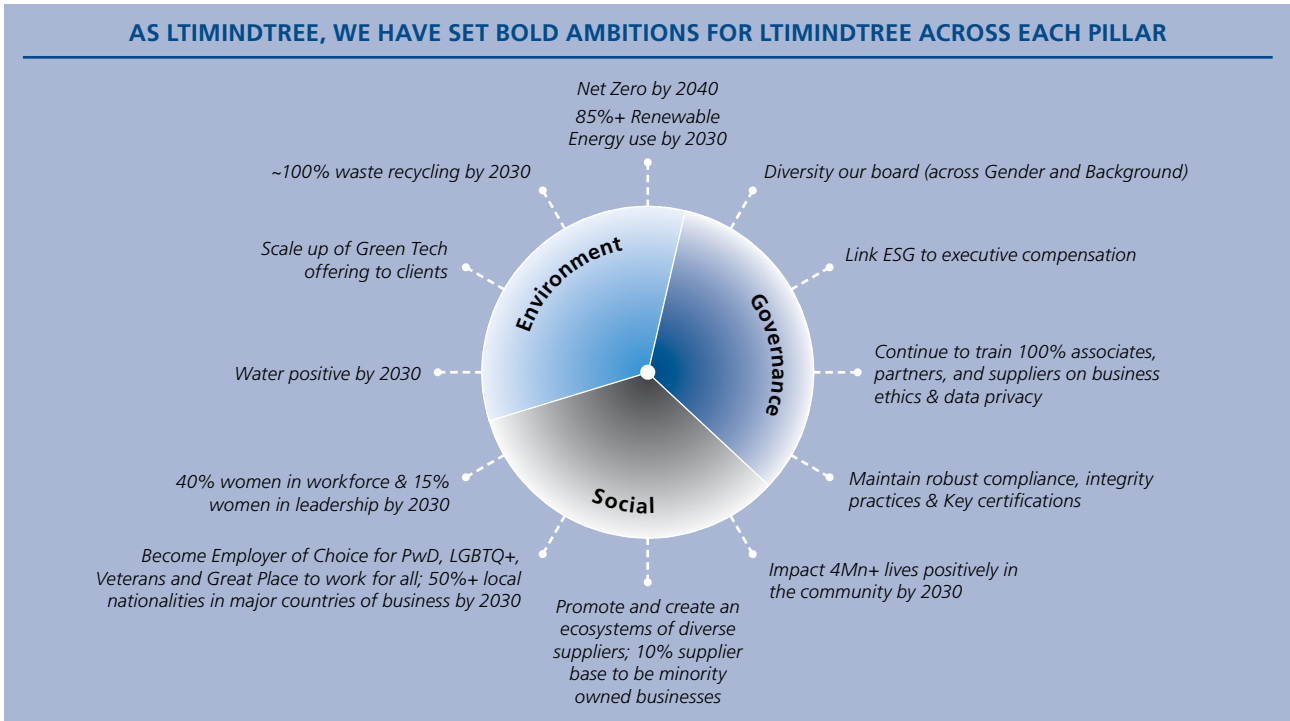 AS LTIMINDTREE, WE HAVE SET BOLD AMBITIONS FOR LTIMINDTREE ACROSS EACH PILLAR
Net Zero by 2040
85%+ Renewable
Energy use by 2030
Diversity our board (across Gender and Background)
Link ESG to executive compensation
Continue to train 100% associates,
partners, and suppliers on business
ethics & data privacy
Maintain robust compliance, integrity
practices & Key certifications
Impact 4Mn+ lives positively in
the community by 2030
Promote and create an
ecosystems of diverse
suppliers; 10% supplier
base to be minority
owned businesses
Become Employer of Choice for PwD, LGBTQ+,
Veterans and Great Place to work for all; 50%+ local
nationalities in major countries of business by 2030
40% women in workforce & 15%
women in leadership by 2030
Water positive by 2030
Scale up of Green Tech
offering to clients
~100% waste recycling by 2030
Environment
Governance
Social